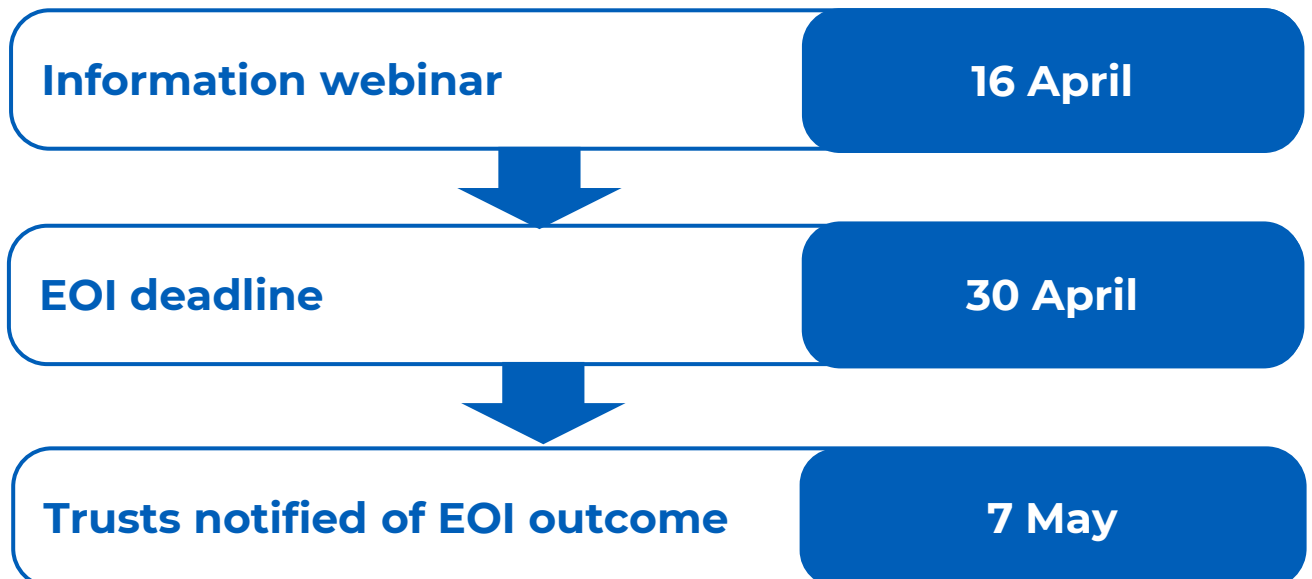 Information webinar
16 April
EOI deadline
30 April
Trusts notified of EOI outcome
7 May